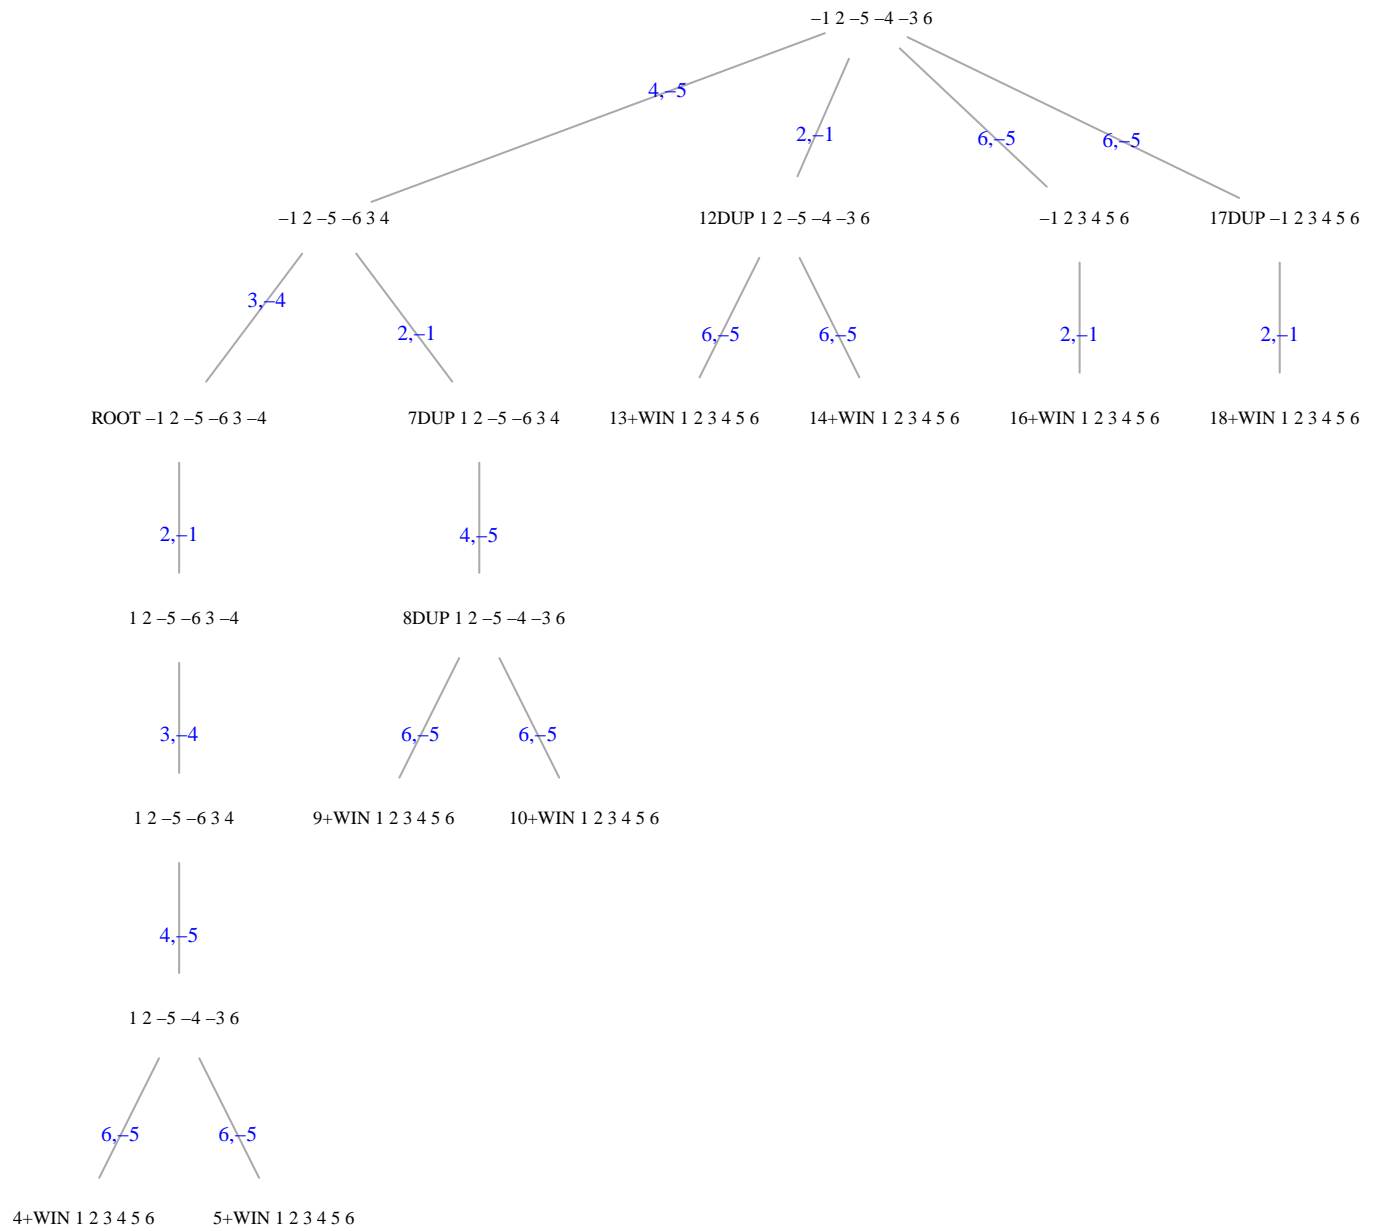 –1 2 –5 –4 –3 6
4,–5
2,–1
6,–5
6,–5
–1 2 –5 –6 3 4
12DUP 1 2 –5 –4 –3 6
–1 2 3 4 5 6
17DUP –1 2 3 4 5 6
3,–4
2,–1
6,–5
6,–5
2,–1
2,–1
ROOT –1 2 –5 –6 3 –4
7DUP 1 2 –5 –6 3 4
13+WIN 1 2 3 4 5 6
14+WIN 1 2 3 4 5 6
16+WIN 1 2 3 4 5 6
18+WIN 1 2 3 4 5 6
2,–1
4,–5
1 2 –5 –6 3 –4
8DUP 1 2 –5 –4 –3 6
3,–4
6,–5
6,–5
1 2 –5 –6 3 4
9+WIN 1 2 3 4 5 6
10+WIN 1 2 3 4 5 6
4,–5
1 2 –5 –4 –3 6
6,–5
6,–5
4+WIN 1 2 3 4 5 6
5+WIN 1 2 3 4 5 6